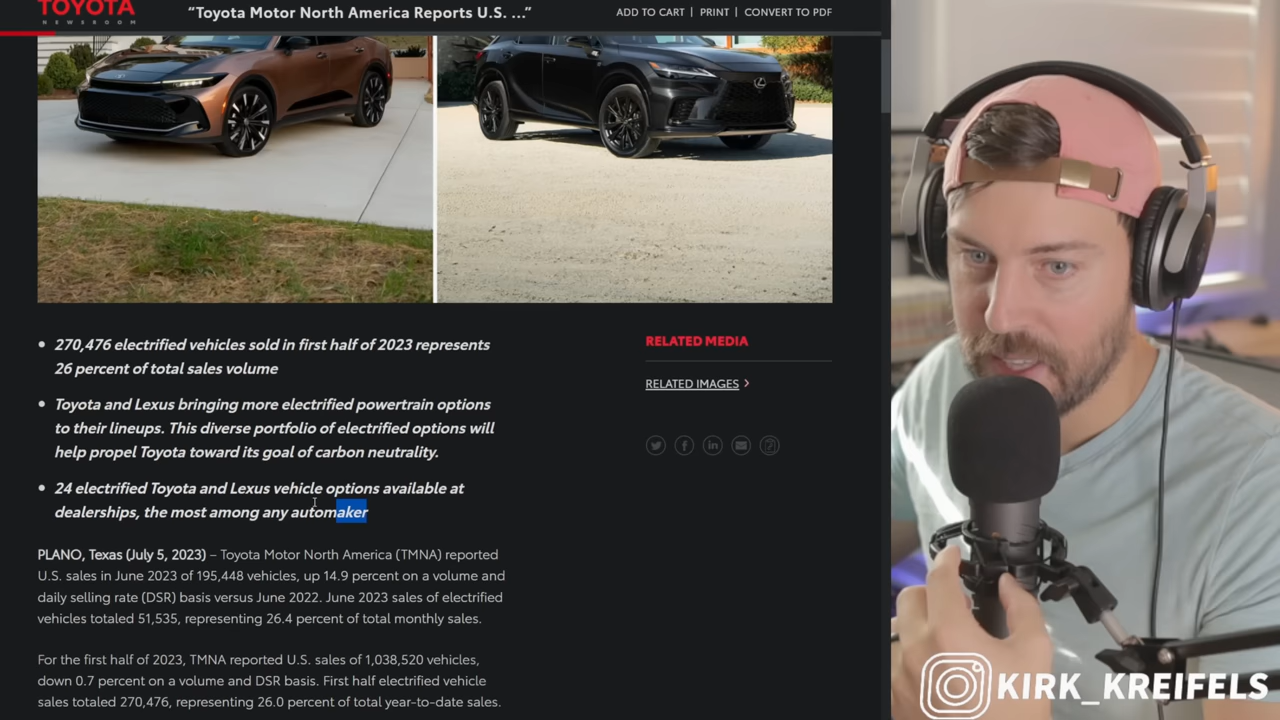 TOYOTA
NEWSROOM
“Toyota Motor North America Reports U.S. ...”
ADD TO CART | PRINT | CONVERT TO PDF
• 270,476 electrified vehicles sold in first half of 2023 represents
26 percent of total sales volume
• Toyota and Lexus bringing more electrified powertrain options
to their lineups. This diverse portfolio of electrified options will
help propel Toyota toward its goal of carbon neutrality.
• 24 electrified Toyota and Lexus vehicle options available at
dealerships, the most among any automaker
PLANO, Texas (July 5, 2023) – Toyota Motor North America (TMNA) reported
U.S. sales in June 2023 of 195,448 vehicles, up 14.9 percent on a volume and
daily selling rate (DSR) basis versus June 2022. June 2023 sales of electrified
vehicles totaled 51,535, representing 26.4 percent of total monthly sales.
For the first half of 2023, TMNA reported U.S. sales of 1,038,520 vehicles,
down 0.7 percent on a volume and DSR basis. First half electrified vehicle
sales totaled 270,476, representing 26.0 percent of total year-to-date sales.
RELATED MEDIA
RELATED IMAGES >
KIRK_KREIFELS